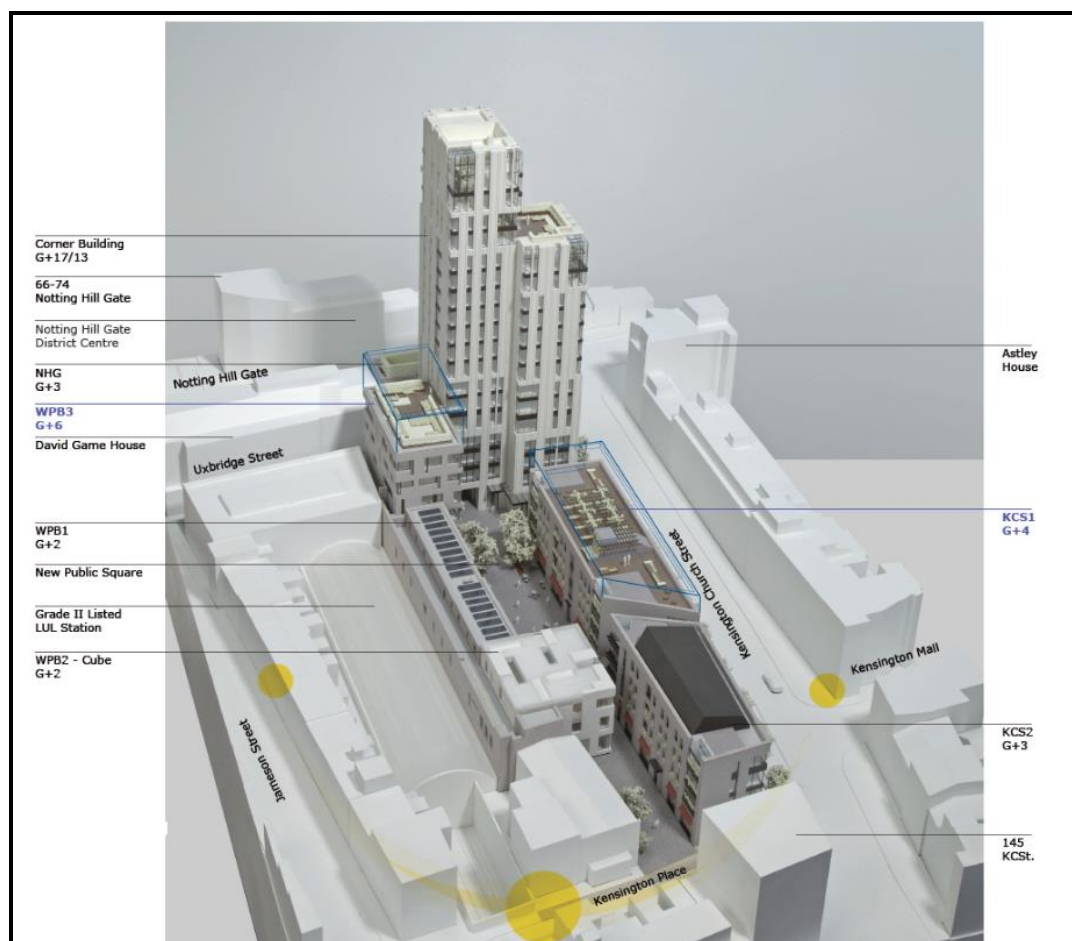 Corner Building
G+17/13
66-74
Notting Hill Gate
Notting Hill Gate
District Centre
NHG
G+3
WPB3
G+6
David Game House
WPB1
G+2
New Public Square
Grade II Listed
LUL Station
WPB2 - Cube
G+2
Notting Hill Gate
Uxbridge Street
Jameson Street
Kensington Church Street
Kensington Mall
Kensington Place
Astley
House
KCS1
G+4
KCS2
G+3
145
KCSt.